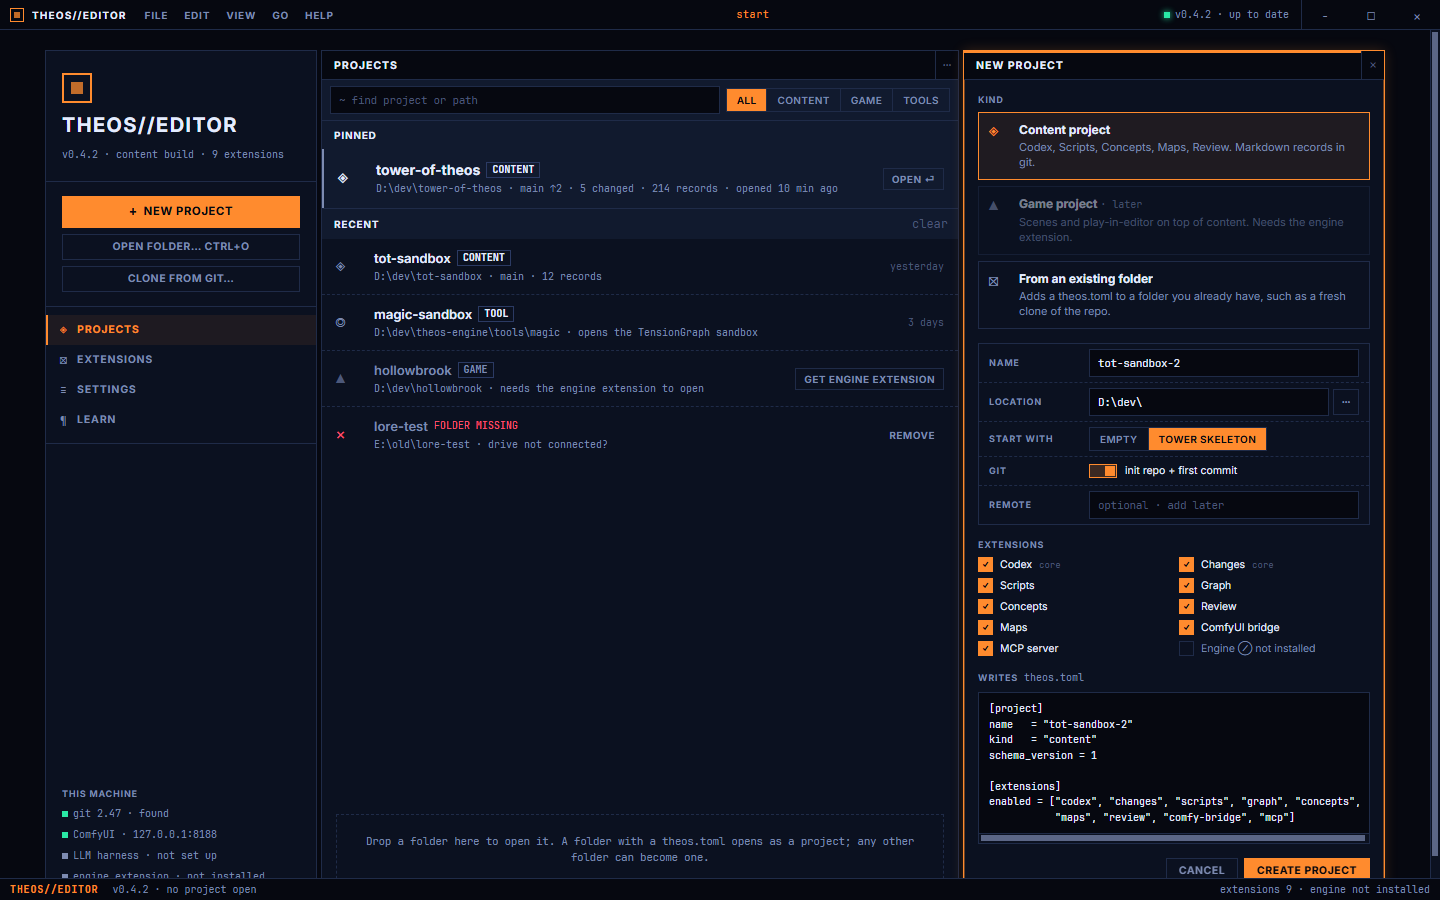 THEOS//EDITOR FILE EDIT VIEW GO HELP
start
v0.4.2 · up to date
THEOS//EDITOR
v0.4.2 · content build · 9 extensions
+ NEW PROJECT
OPEN FOLDER... CTRL+O
CLONE FROM GIT...
PROJECTS
EXTENSIONS
SETTINGS
LEARN
THIS MACHINE
git 2.47 · found
ComfyUI · 127.0.0.1:8188
LLM harness · not set up
engine extension · not installed
PROJECTS
~ find project or path
ALL CONTENT GAME TOOLS
PINNED
tower-of-theos CONTENT
D:\dev\tower-of-theos · main ↑2 · 5 changed · 214 records · opened 10 min ago
OPEN ⏎
RECENT
clear
tot-sandbox CONTENT
D:\dev\tot-sandbox · main · 12 records
yesterday
magic-sandbox TOOL
D:\dev\theos-engine\tools\magic · opens the TensionGraph sandbox
3 days
hollowbrook GAME
D:\dev\hollowbrook · needs the engine extension to open
GET ENGINE EXTENSION
lore-test FOLDER MISSING
E:\old\lore-test · drive not connected?
REMOVE
Drop a folder here to open it. A folder with a theos.toml opens as a project; any other
folder can become one.
NEW PROJECT
KIND
Content project
Codex, Scripts, Concepts, Maps, Review. Markdown records in
git.
Game project · later
Scenes and play-in-editor on top of content. Needs the engine
extension.
From an existing folder
Adds a theos.toml to a folder you already have, such as a fresh
clone of the repo.
NAME tot-sandbox-2
LOCATION D:\dev\ ...
START WITH EMPTY TOWER SKELETON
GIT init repo + first commit
REMOTE optional · add later
EXTENSIONS
Codex core
Changes core
Scripts
Graph
Concepts
Review
Maps
ComfyUI bridge
MCP server
Engine not installed
WRITES theos.toml
[project]
name = "tot-sandbox-2"
kind = "content"
schema_version = 1
[extensions]
enabled = ["codex", "changes", "scripts", "graph", "concepts",
"maps", "review", "comfy-bridge", "mcp"]
CANCEL CREATE PROJECT
THEOS//EDITOR v0.4.2 · no project open
extensions 9 · engine not installed